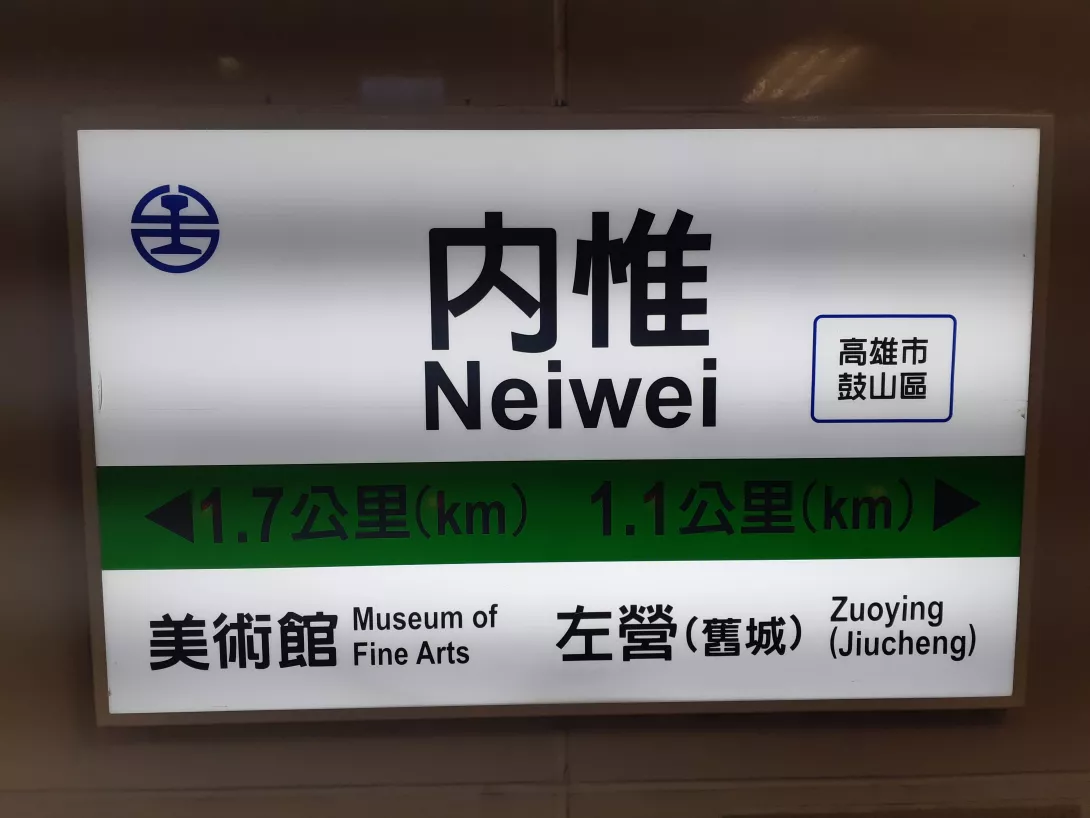 内惟
Neiwei
高雄市
鼓山區
◀1.7公里(km)
1.1公里(km)▶
美術館
Museum of
Fine Arts
左營(舊城)
Zuoying
(Jiucheng)